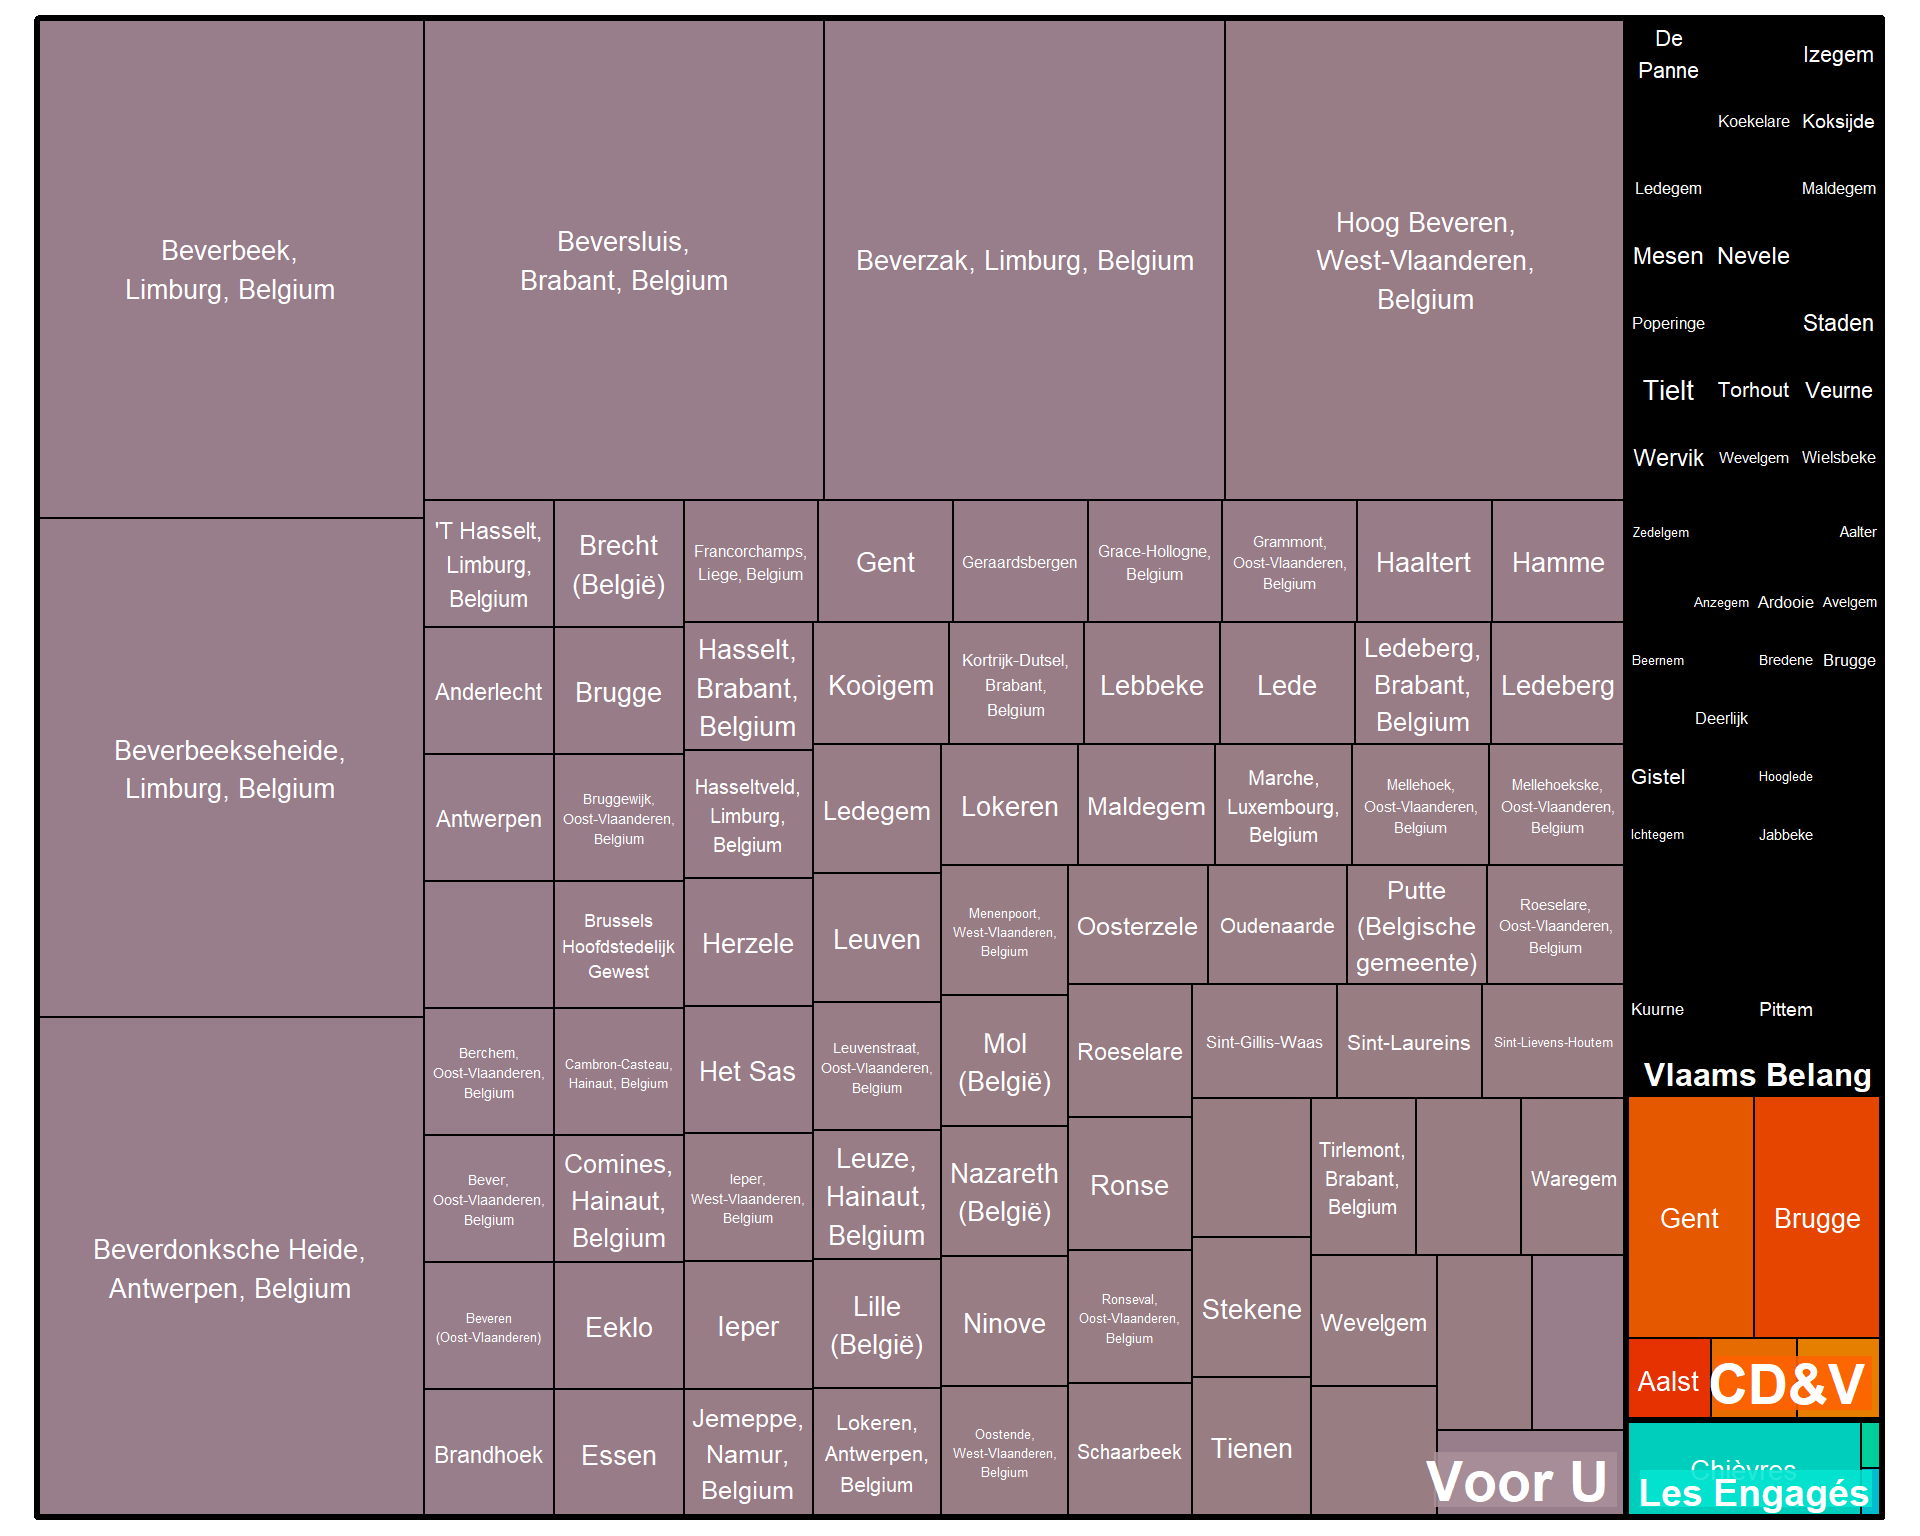 Beverbeek,
Limburg, Belgium
Beverbeekseheide,
Limburg, Belgium
Beverdonksche Heide,
Antwerpen, Belgium
Beversluis,
Brabant, Belgium
Beverzak, Limburg, Belgium
Hoog Beveren,
West-Vlaanderen,
Belgium
'T Hasselt,
Limburg,
Belgium
Anderlecht
Antwerpen
Berchem,
Oost-Vlaanderen,
Belgium
Bever,
Oost-Vlaanderen,
Belgium
Beveren
(Oost-Vlaanderen)
Brandhoek
Brecht
(België)
Brugge
Bruggewijk,
Oost-Vlaanderen,
Belgium
Brussels
Hoofdstedelijk
Gewest
Cambron-Casteau,
Hainaut, Belgium
Comines,
Hainaut,
Belgium
Eeklo
Essen
Francorchamps,
Liege, Belgium
Gent
Geraardsbergen
Grace-Hollogne,
Belgium
Grammont,
Oost-Vlaanderen,
Belgium
Haaltert
Hamme
Hasselt,
Brabant,
Belgium
Hasseltveld,
Limburg,
Belgium
Herzele
Het Sas
Ieper,
West-Vlaanderen,
Belgium
Ieper
Jemeppe,
Namur,
Belgium
Kooigem
Kortrijk-Dutsel,
Brabant,
Belgium
Lebbeke
Lede
Ledeberg,
Brabant,
Belgium
Ledeberg
Ledegem
Leuven
Leuvenstraat,
Oost-Vlaanderen,
Belgium
Leuze,
Hainaut,
Belgium
Lille
(België)
Lokeren,
Antwerpen,
Belgium
Lokeren
Maldegem
Marche,
Luxembourg,
Belgium
Mellehoek,
Oost-Vlaanderen,
Belgium
Mellehoekske,
Oost-Vlaanderen,
Belgium
Menenpoort,
West-Vlaanderen,
Belgium
Mol
(België)
Nazareth
(België)
Ninove
Oostende,
West-Vlaanderen,
Belgium
Oosterzele
Oudenaarde
Putte
(Belgische
gemeente)
Roeselare,
Oost-Vlaanderen,
Belgium
Roeselare
Ronse
Ronseval,
Oost-Vlaanderen,
Belgium
Schaarbeek
Sint-Gillis-Waas
Sint-Laureins
Sint-Lievens-Houtem
Stekene
Tienen
Tirlemont,
Brabant,
Belgium
Waregem
Wevelgem
Voor U
De
Panne
Izegem
Koekelare
Koksijde
Ledegem
Maldegem
Mesen
Nevele
Poperinge
Staden
Tielt
Torhout
Veurne
Wervik
Wevelgem
Wielsbeke
Zedelgem
Aalter
Anzegem
Ardooie
Avelgem
Beernem
Bredene
Brugge
Deerlijk
Gistel
Hooglede
Ichtegem
Jabbeke
Kuurne
Pittem
Vlaams Belang
Gent
Brugge
Aalst
CD&V
Chièvres
Les Engagés